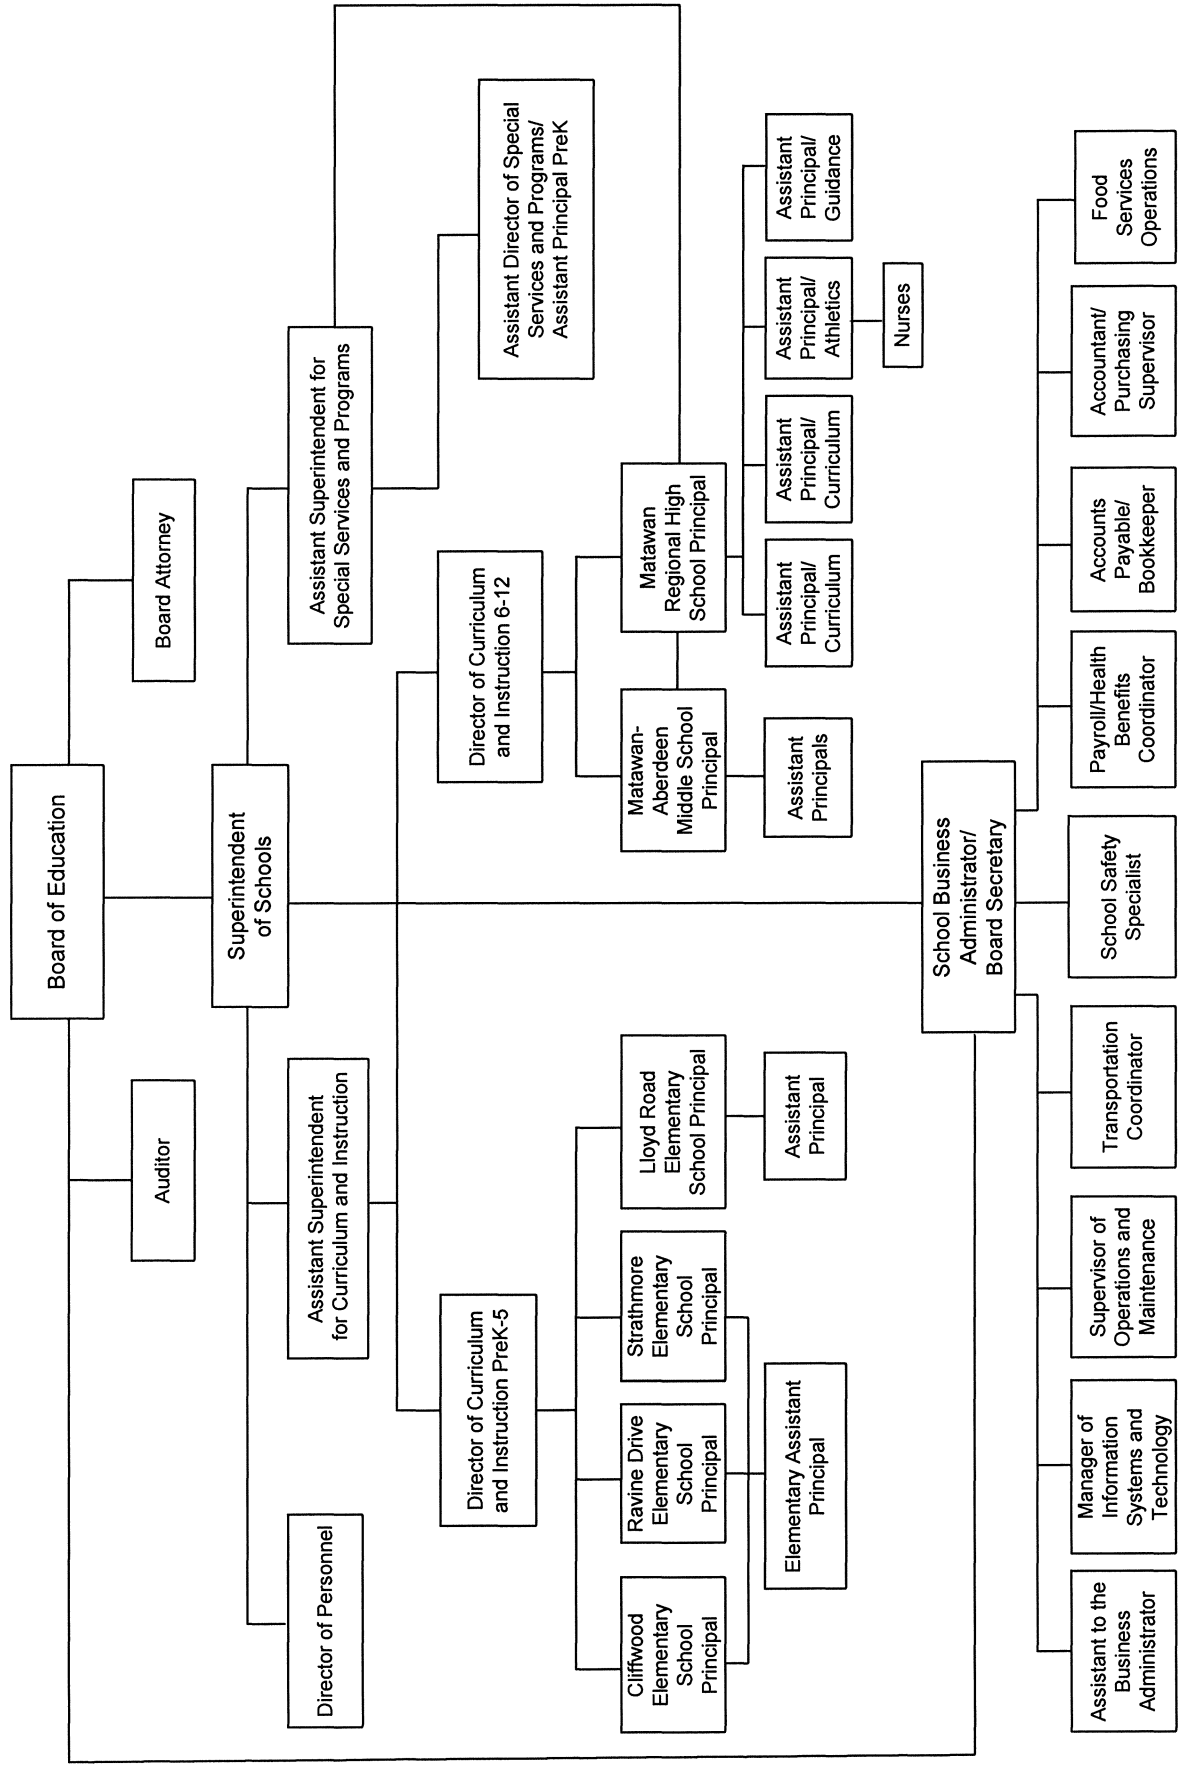 Board of Education
Auditor
Board Attorney
Superintendent
of Schools
Director of Personnel
Assistant Superintendent
for Curriculum and Instruction
Assistant Superintendent for
Special Services and Programs
Director of Curriculum
and Instruction PreK-5
Director of Curriculum
and Instruction 6-12
Assistant Director of Special
Services and Programs/
Assistant Principal PreK
Cliffwood
Elementary
School
Principal
Ravine Drive
Elementary
School
Principal
Strathmore
Elementary
School
Principal
Lloyd Road
Elementary
School Principal
Matawan-
Aberdeen
Middle School
Principal
Matawan
Regional High
School Principal
Elementary Assistant
Principal
Assistant
Principal
Assistant
Principals
Assistant
Principal/
Curriculum
Assistant
Principal/
Curriculum
Assistant
Principal/
Athletics
Assistant
Principal/
Guidance
Nurses
School Business
Administrator/
Board Secretary
Assistant to the
Business
Administrator
Manager of
Information
Systems and
Technology
Supervisor of
Operations and
Maintenance
Transportation
Coordinator
School Safety
Specialist
Payroll/Health
Benefits
Coordinator
Accounts
Payable/
Bookkeeper
Accountant/
Purchasing
Supervisor
Food
Services
Operations